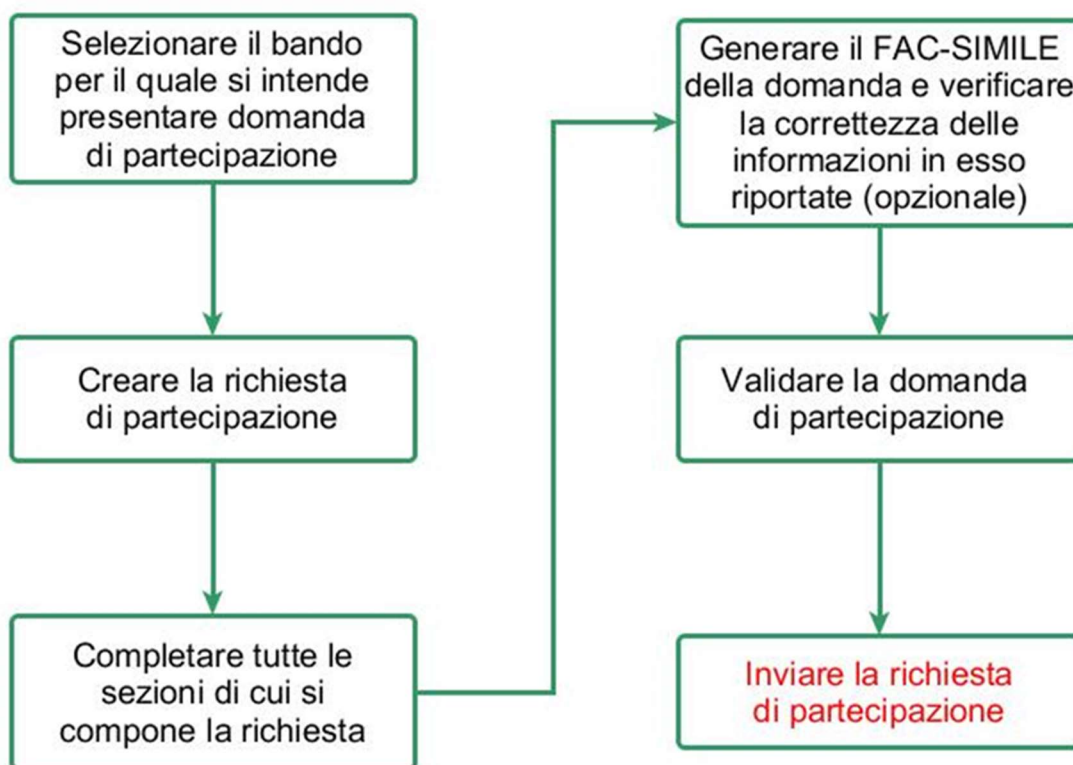 Selezionare il bando
per il quale si intende
presentare domanda
di partecipazione
Creare la richiesta
di partecipazione
Completare tutte le
sezioni di cui si
compone la richiesta
Generare il FAC-SIMILE
della domanda e verificare
la correttezza delle
informazioni in esso
riportate (opzionale)
Validare la domanda
di partecipazione
Inviare la richiesta
di partecipazione